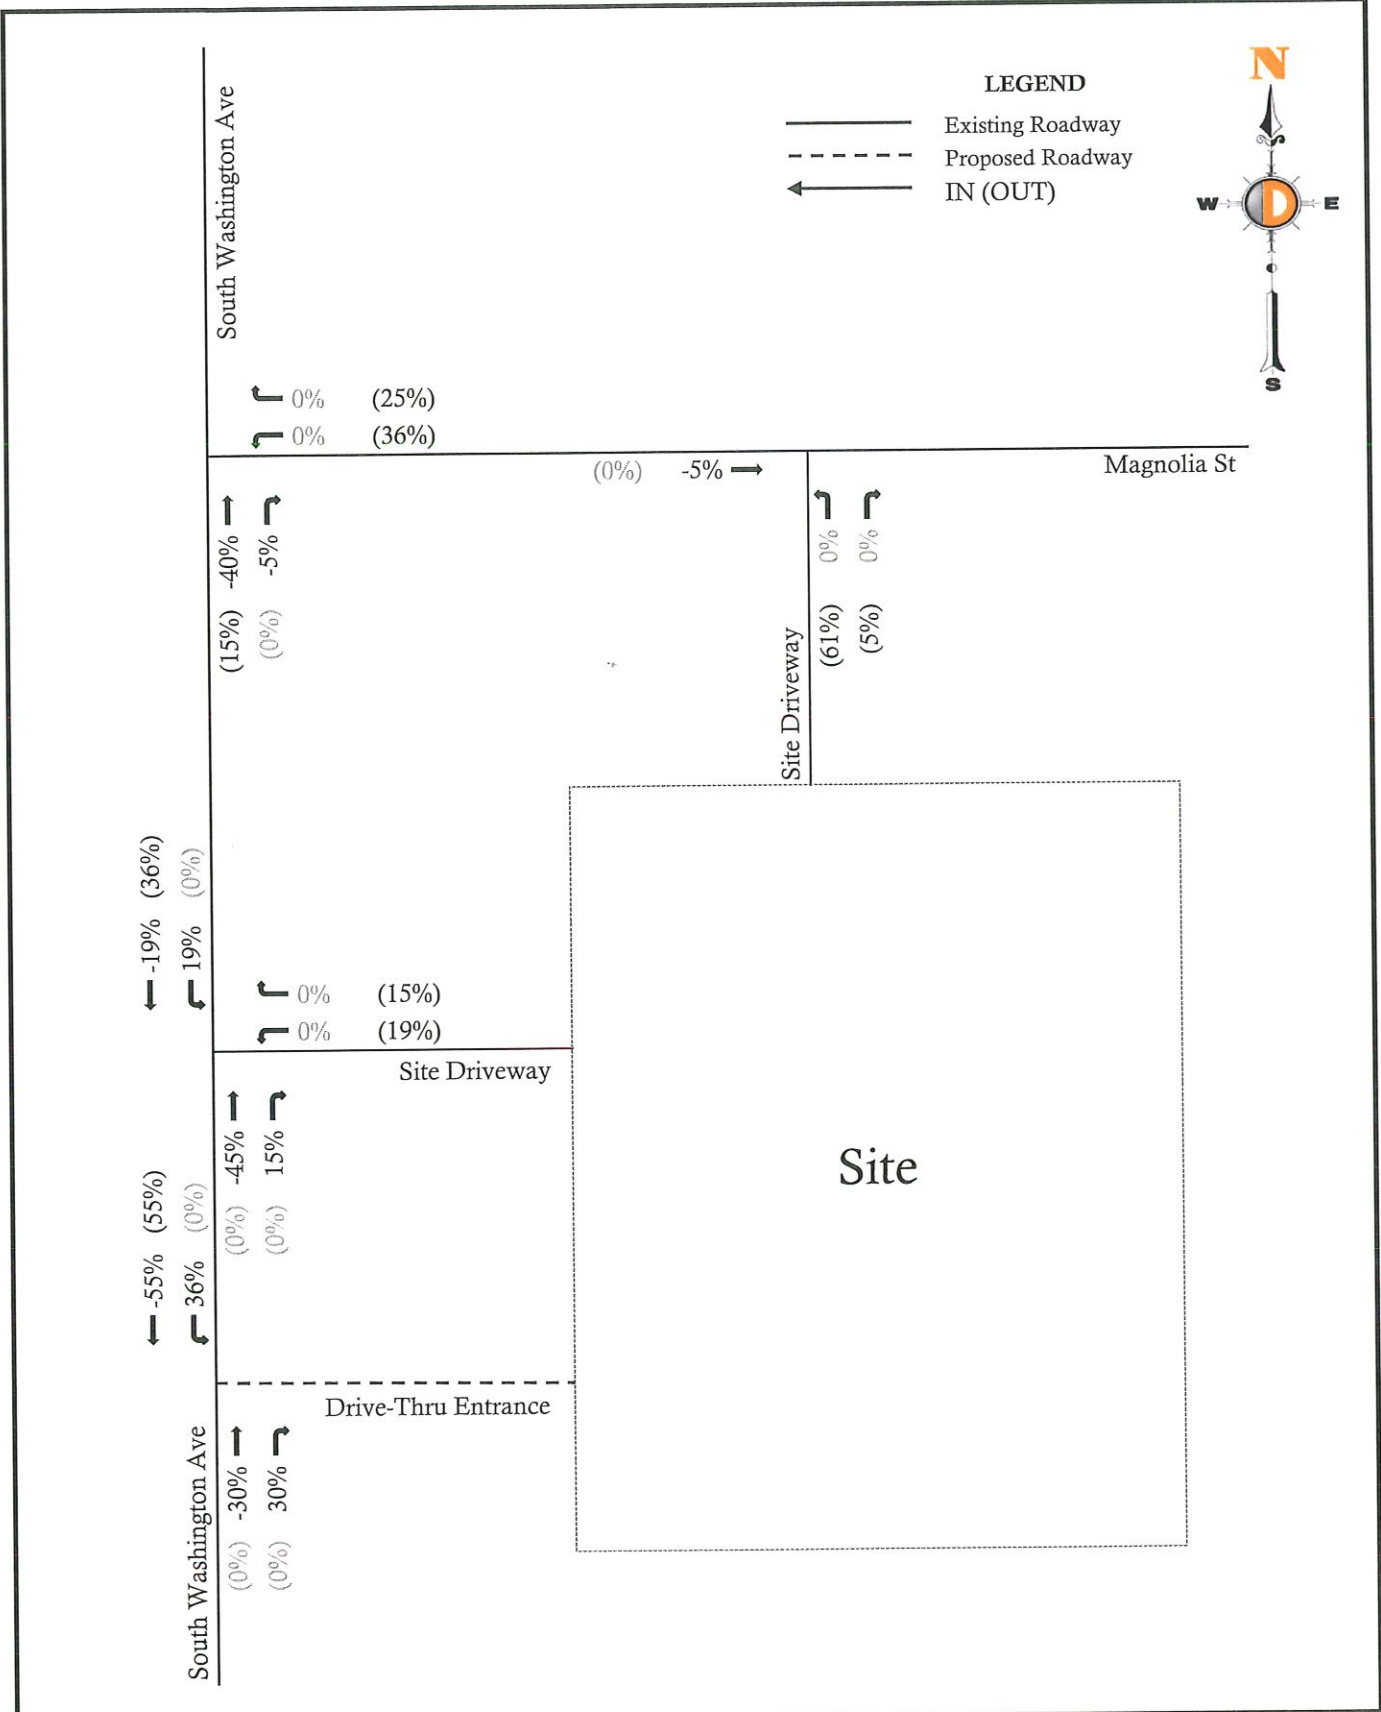 N
LEGEND
Existing Roadway
Proposed Roadway
IN (OUT)
W D E
S
South Washington Ave
0% (25%)
0% (36%)
(0%) -5%
Magnolia St
(15%) -40%
(0%) -5%
0%
(61%)
0%
(5%)
Site Driveway
-19% (36%)
19% (0%)
0% (15%)
0% (19%)
Site Driveway
(0%) -45%
(0%) 15%
Site
-55% (55%)
36% (0%)
Drive-Thru Entrance
South Washington Ave
(0%) -30%
(0%) 30%